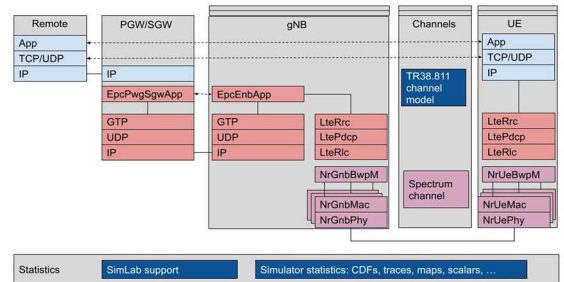 Remote
PGW/SGW
gNB
Channels
UE
App
TCP/UDP
IP
IP
EpcPwgSgwApp
GTP
UDP
IP
EpcEnbApp
GTP
UDP
IP
LteRrc
LtePdcp
LteRlc
NrGnbBwpM
NrGnbMac
NrGnbPhy
TR38.811
channel
model
Spectrum
channel
App
TCP/UDP
IP
LteRrc
LtePdcp
LteRlc
NrUeBwpM
NrUeMac
NrUePhy
Statistics
SimLab support
Simulator statistics: CDFs, traces, maps, scalars, ...